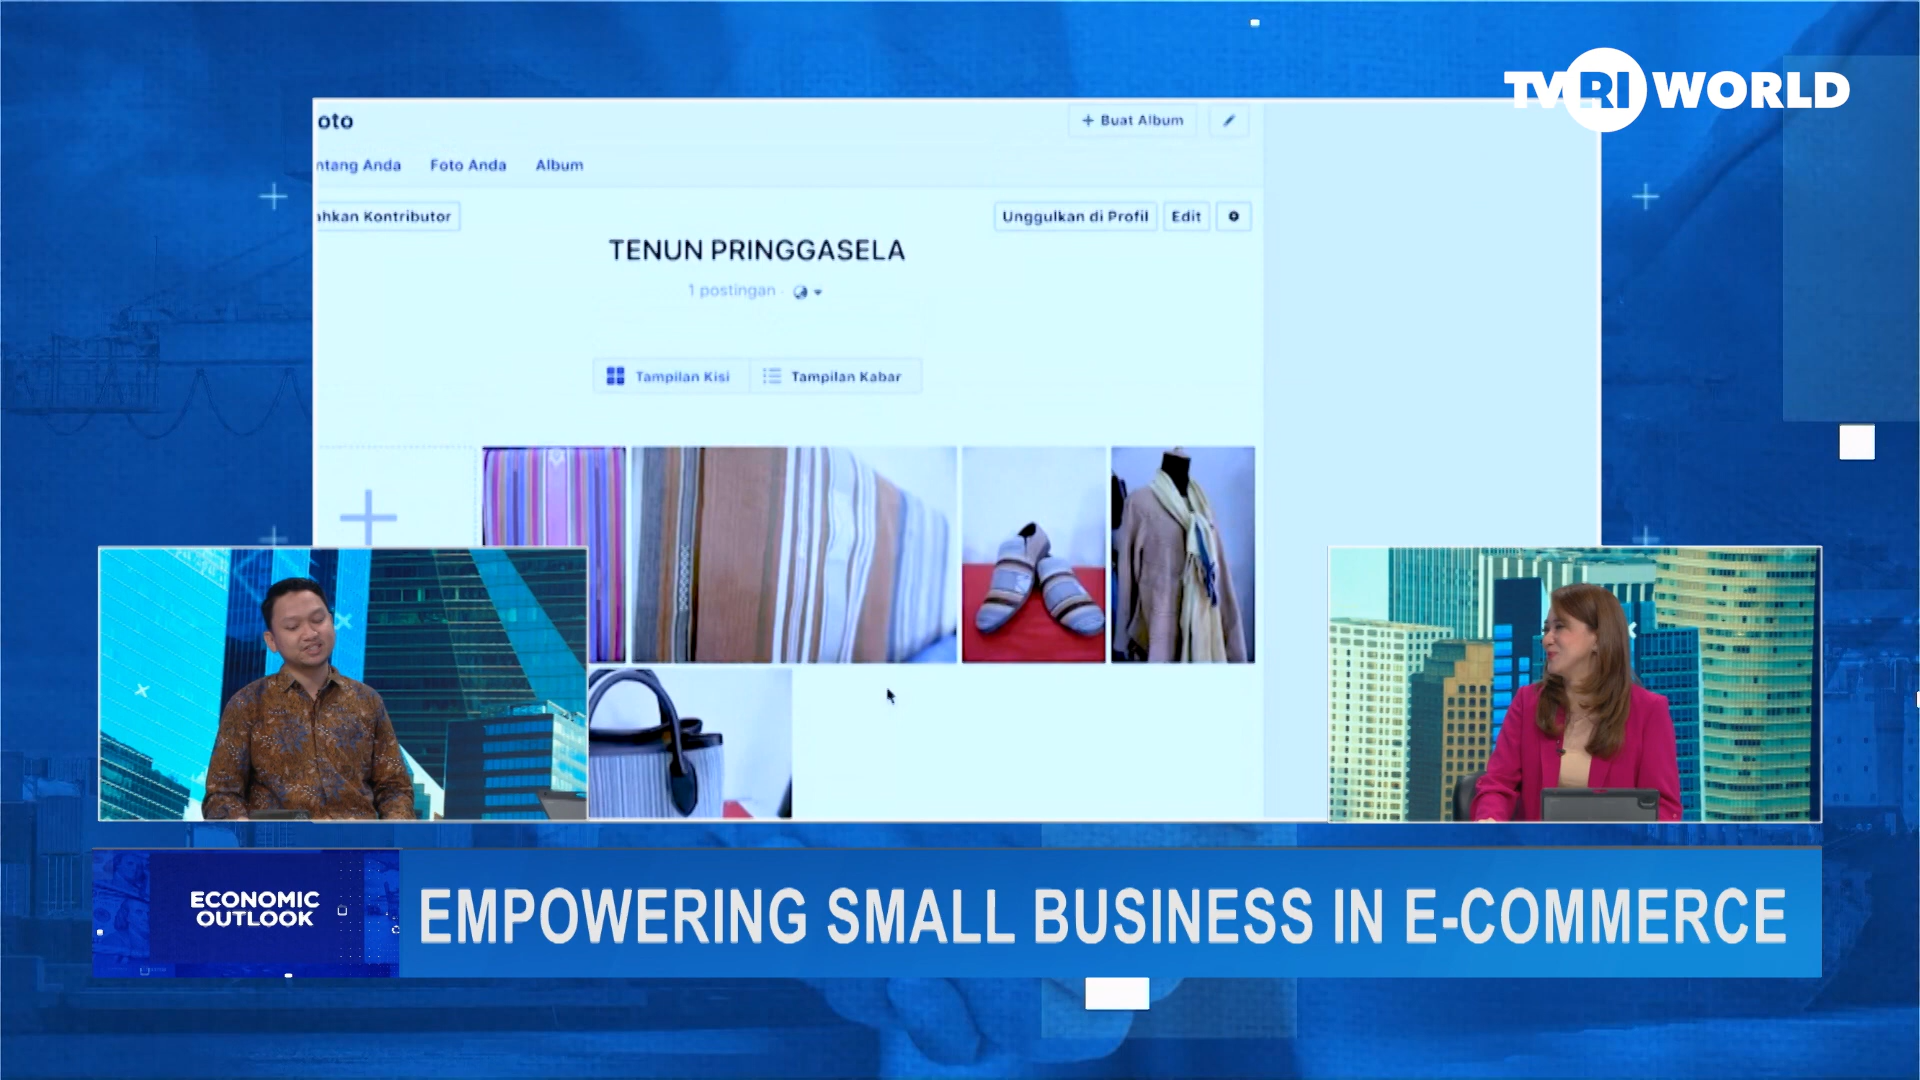 TVRI WORLD
oto
+ Buat Album
ntang Anda Foto Anda Album
ahkan Kontributor
Unggulkan di Profil Edit
TENUN PRINGGASELA
1 postingan ·
Tampilan Kisi Tampilan Kabar
ECONOMIC
OUTLOOK
EMPOWERING SMALL BUSINESS IN E-COMMERCE